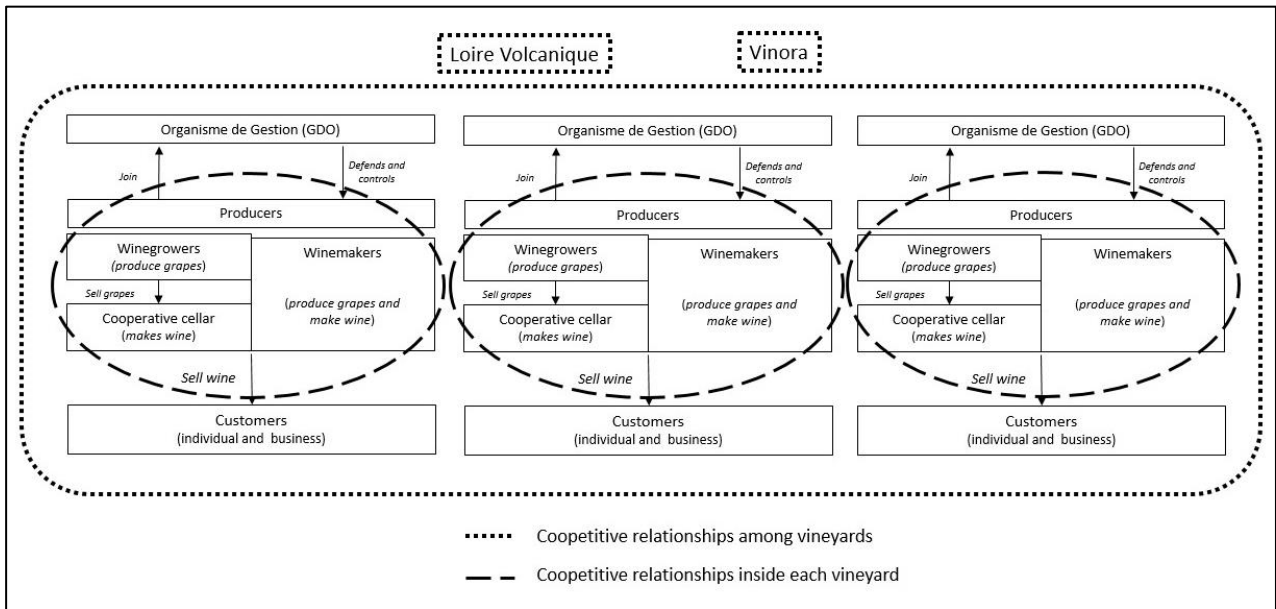 Loire Volcanique
Vinora
Organisme de Gestion (GDO)
Join
Defends and
controls
Producers
Winegrowers
(produce grapes)
Sell grapes
Cooperative cellar
(makes wine)
Winemakers
(produce grapes and
make wine)
Sell wine
Customers
(individual and business)
Organisme de Gestion (GDO)
Join
Defends and
controls
Producers
Winegrowers
(produce grapes)
Sell grapes
Cooperative cellar
(makes wine)
Winemakers
(produce grapes and
make wine)
Sell wine
Customers
(individual and business)
Organisme de Gestion (GDO)
Join
Defends and
controls
Producers
Winegrowers
(produce grapes)
Sell grapes
Cooperative cellar
(makes wine)
Winemakers
(produce grapes and
make wine)
Sell wine
Customers
(individual and business)
Coopetitive relationships among vineyards
Coopetitive relationships inside each vineyard